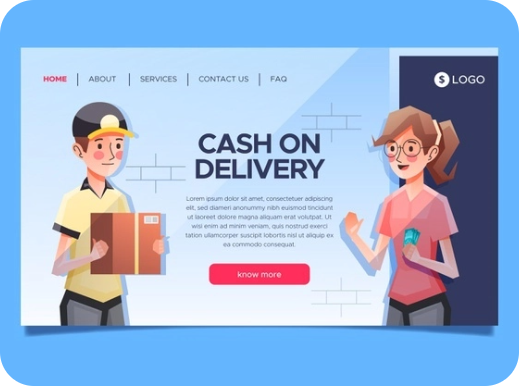 HOME
ABOUT
SERVICES
CONTACT US
FAQ
$ LOGO
CASH ON
DELIVERY
Lorem ipsum dolor sit amet, consectetuer adipiscing
elit, sed diam nonummy nibh euismod tincidunt
ut laoreet dolore magna aliquam erat volutpat. Ut
wisi enim ad minim veniam, quis nostrud exerci tation
ullamcorper suscipit lobortis nisl ut aliquip ex
ea commodo consequat.
know more